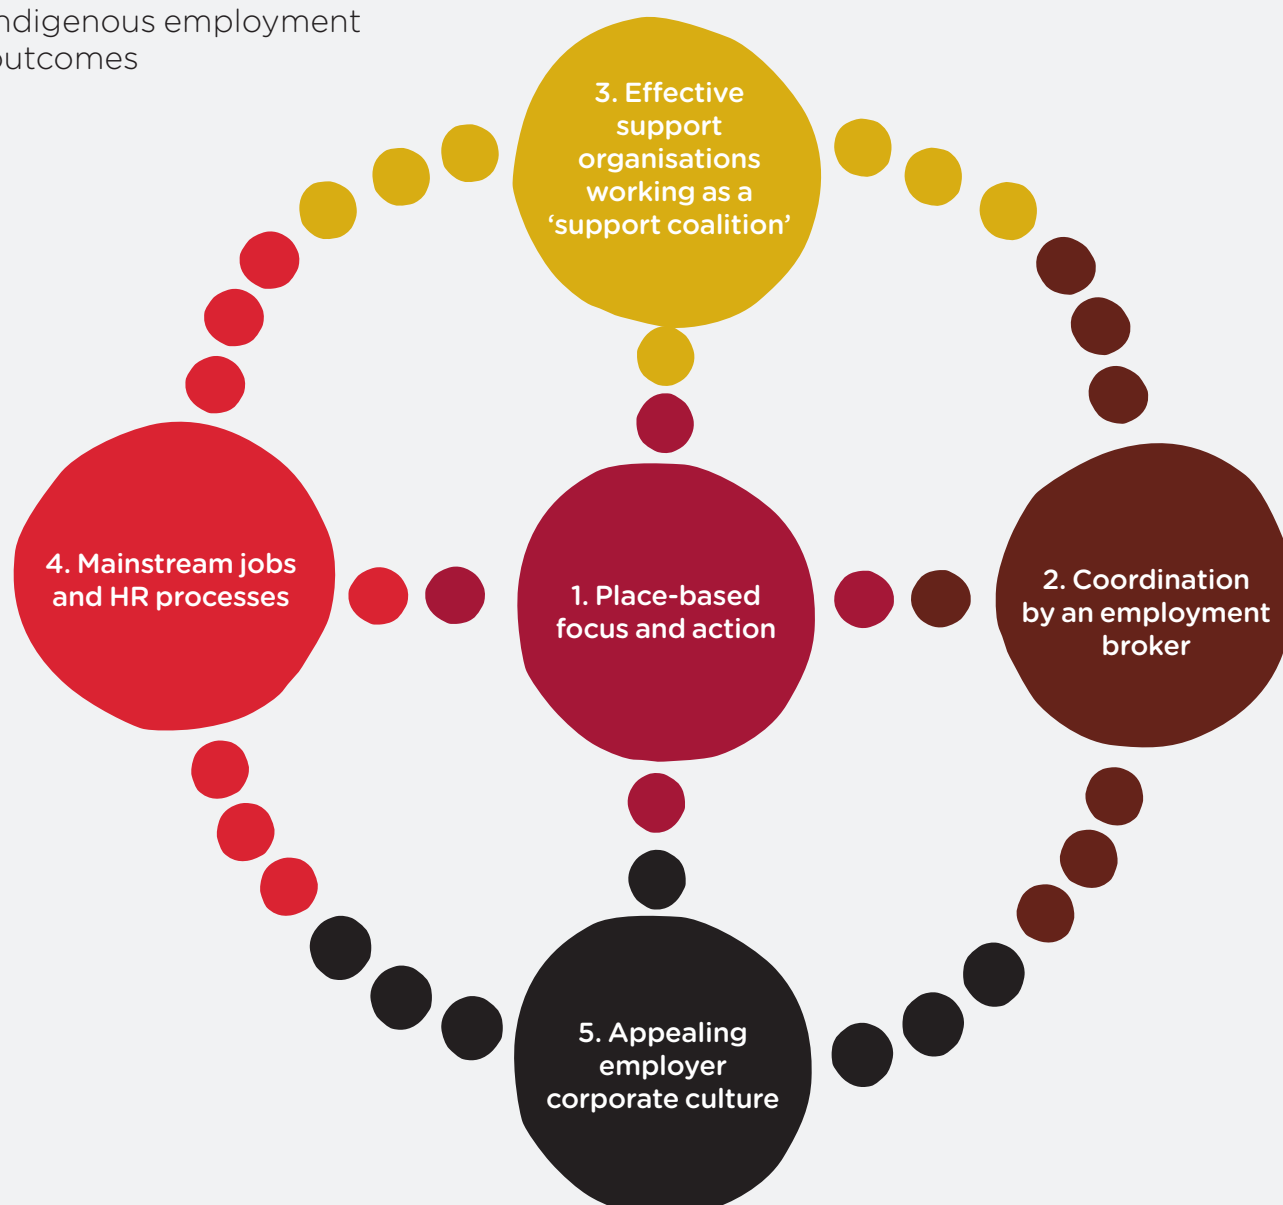 ndigenous employment
outcomes
3. Effective
support
organisations
working as a
‘support coalition’
4. Mainstream jobs
and HR processes
1. Place-based
focus and action
2. Coordination
by an employment
broker
5. Appealing
employer
corporate culture